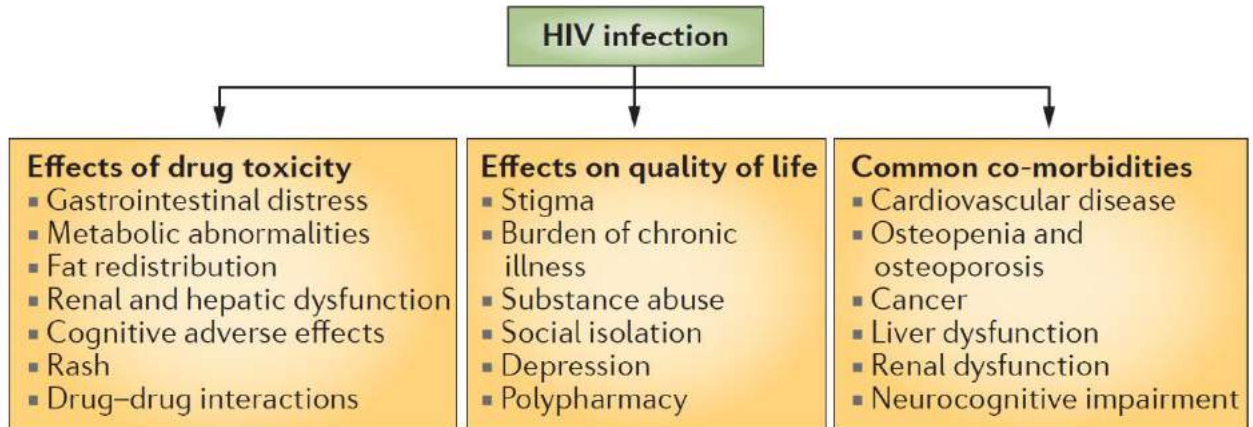 HIV infection
Effects of drug toxicity
▪ Gastrointestinal distress
▪ Metabolic abnormalities
▪ Fat redistribution
▪ Renal and hepatic dysfunction
▪ Cognitive adverse effects
▪ Rash
▪ Drug–drug interactions
Effects on quality of life
▪ Stigma
▪ Burden of chronic
illness
▪ Substance abuse
▪ Social isolation
▪ Depression
▪ Polypharmacy
Common co-morbidities
▪ Cardiovascular disease
▪ Osteopenia and
osteoporosis
▪ Cancer
▪ Liver dysfunction
▪ Renal dysfunction
▪ Neurocognitive impairment